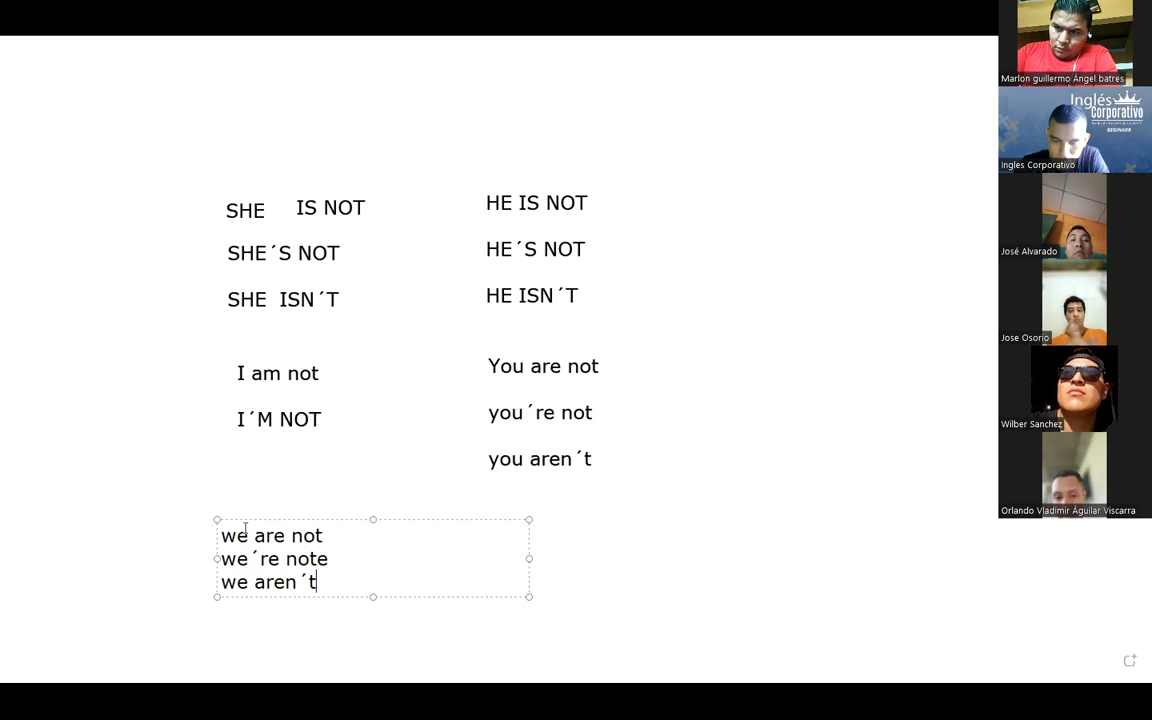 SHE IS NOT
SHE´S NOT
SHE ISN´T
HE IS NOT
HE´S NOT
HE ISN´T
I am not
I´M NOT
You are not
you´re not
you aren´t
we are not
we´re note
we aren´t
Marlon guillermo Ángel batres
Inglés
Corporativo
BEGINNER
Ingles Corporativo
José Alvarado
Jose Osorio
Wilber Sanchez
Orlando Vladimir Aguilar Viscarra